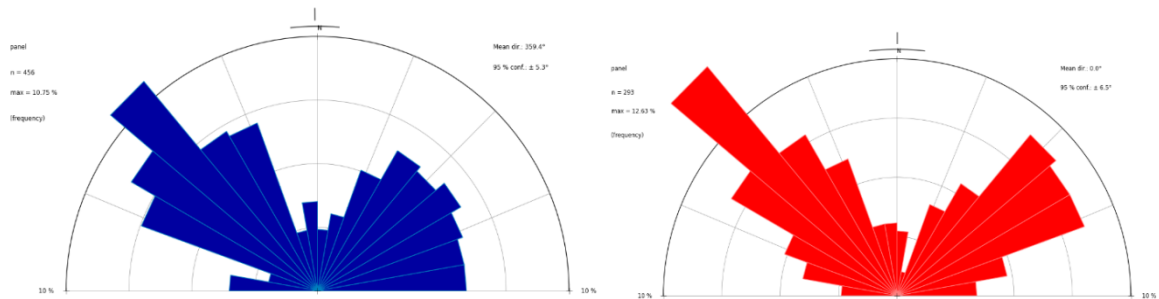 N
panel
Mean dir.: 359.4°
95 % conf.: ± 5.3°
n = 456
max = 10.75 %
(frequency)
10 %
10 %
N
panel
Mean dir.: 0.6°
95 % conf.: ± 6.5°
n = 293
max = 12.63 %
(frequency)
10 %
10 %